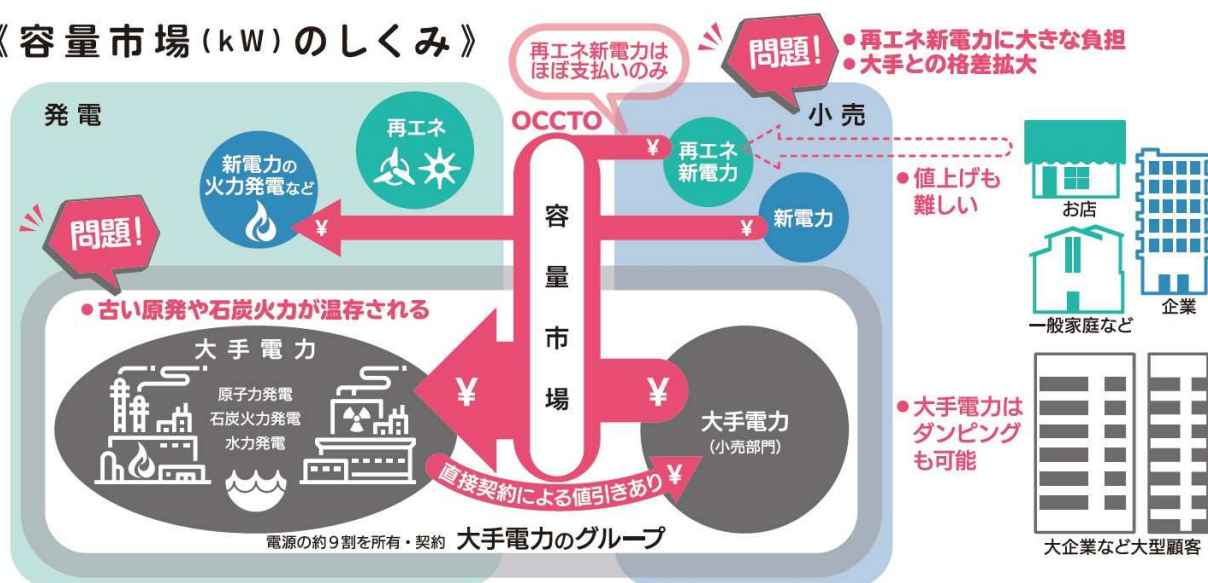 《容量市場(kW)のしくみ》
再エネ新電力は
ほぼ支払いのみ
問題!
●再エネ新電力に大きな負担
●大手との格差拡大
発電
小売
OCCTO
再エネ
新電力の
火力発電など
¥
¥
再エネ
新電力
¥
新電力
●値上げも
難しい
お店
企業
一般家庭など
問題!
●古い原発や石炭火力が温存される
容量市場
大手電力
原子力発電
石炭火力発電
水力発電
¥
¥
大手電力
(小売部門)
直接契約による値引きあり
¥
●大手電力は
ダンピング
も可能
電源の約9割を所有・契約 大手電力のグループ
大企業など大型顧客